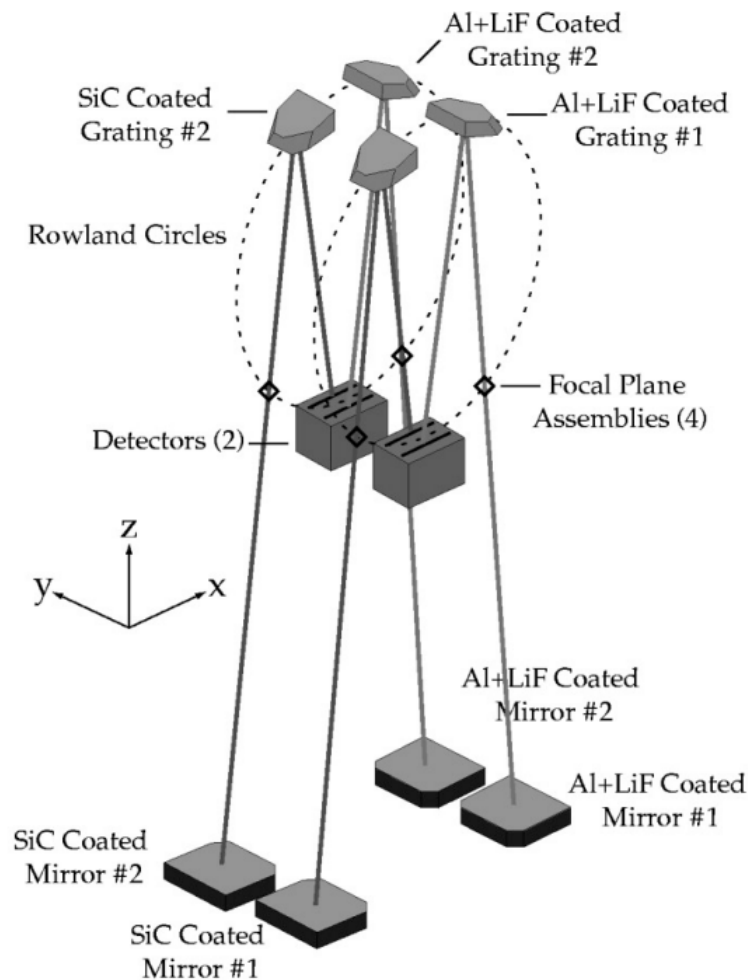 Al+LiF Coated
Grating #2
SiC Coated
Grating #2
Al+LiF Coated
Grating #1
Rowland Circles
Focal Plane
Assemblies (4)
Detectors (2)
z
y
x
Al+LiF Coated
Mirror #2
Al+LiF Coated
Mirror #1
SiC Coated
Mirror #2
SiC Coated
Mirror #1